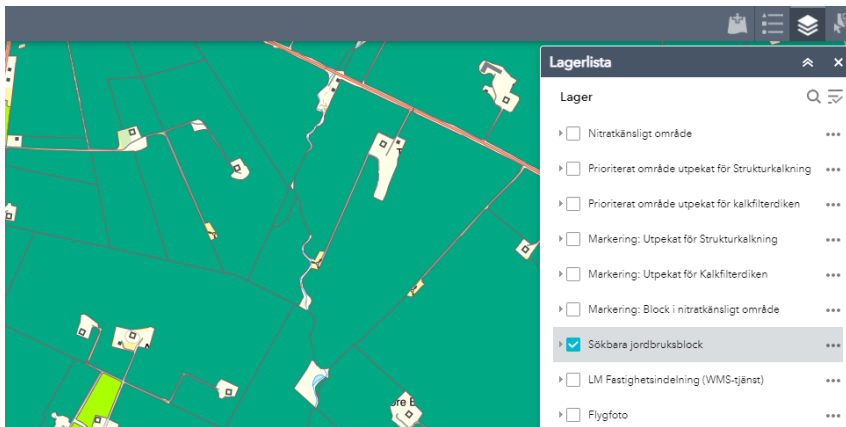 Lagerlista
Lager
Nitratkänsligt område
Prioriterat område utpekat för Strukturkalkning
Prioriterat område utpekat för kalkfilterdiken
Markering: Utpekat för Strukturkalkning
Markering: Utpekat för Kalkfilterdiken
Markering: Block i nitratkänsligt område
Sökbara jordbruksblock
LM Fastighetsindelning (WMS-tjänst)
Flygfoto